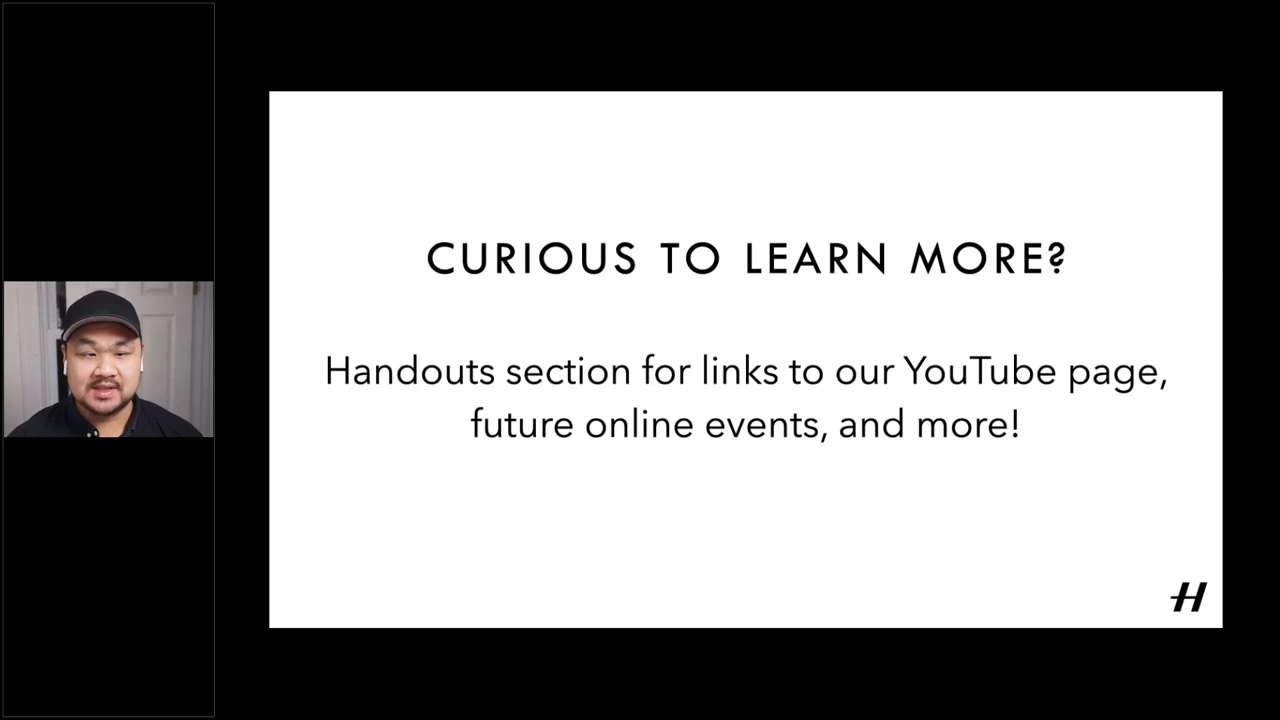 CURIOUS TO LEARN MORE?
Handouts section for links to our YouTube page,
future online events, and more!
H